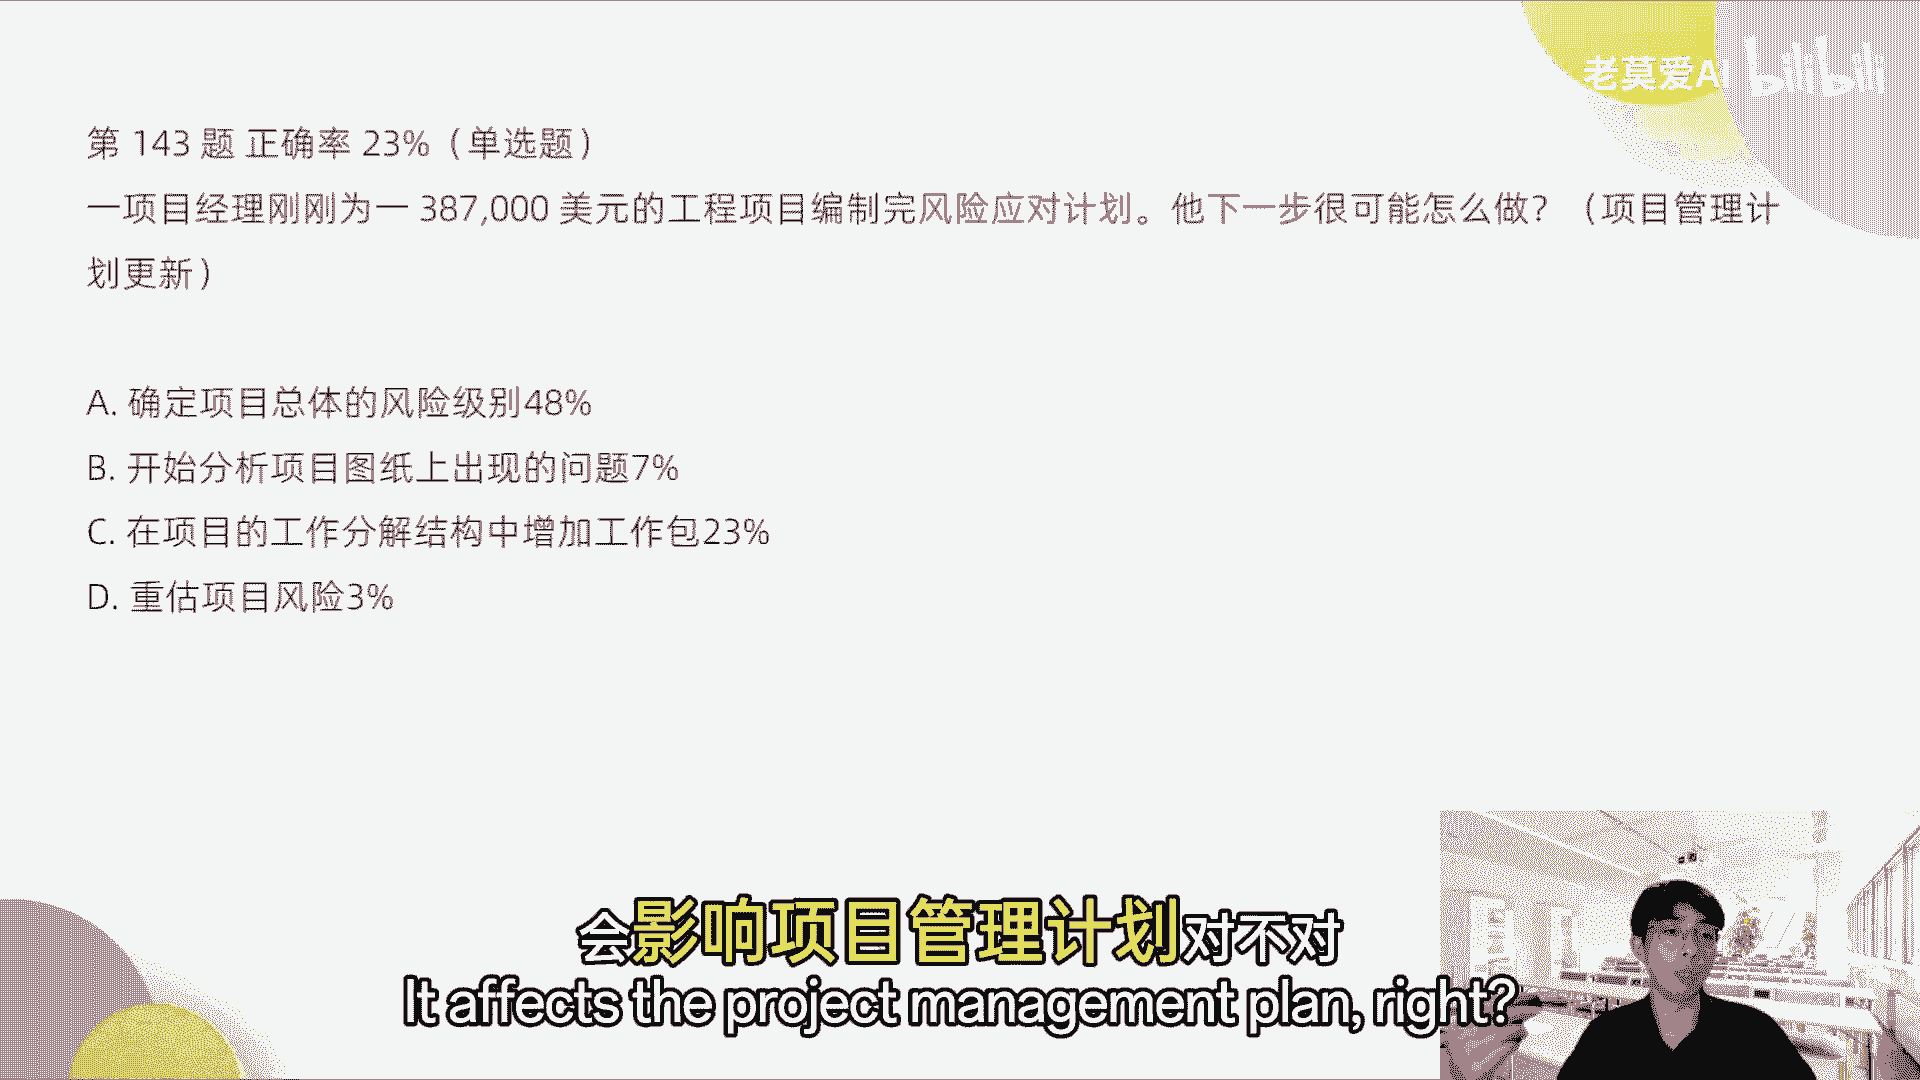 老莫爱A bilibili
第 143 题 正确率 23%（单选题）
一项目经理刚刚为一 387,000 美元的工程项目编制完风险应对计划。他下一步很可能怎么做？（项目管理计
划更新）
A. 确定项目总体的风险级别48%
B. 开始分析项目图纸上出现的问题7%
C. 在项目的工作分解结构中增加工作包23%
D. 重估项目风险3%
会影响项目管理计划对不对
It affects the project management plan, right?